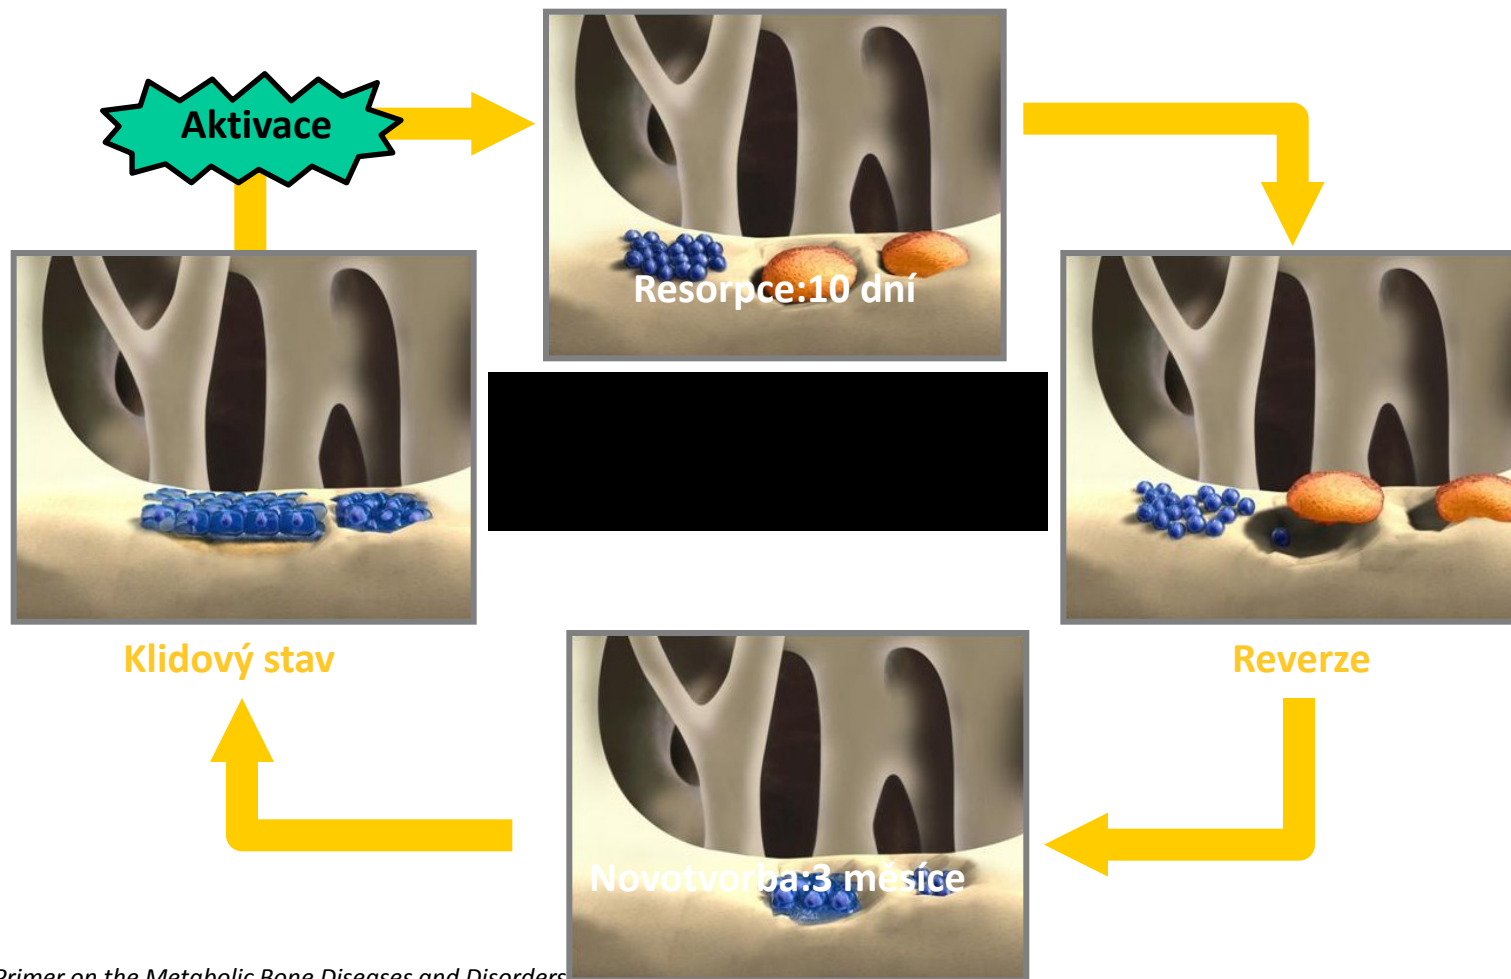 Aktivace
Resorpce:10 dní
Klidový stav
Reverze
Novotvorba:3 měsíce
Primer on the Metabolic Bone Diseases and Disorders